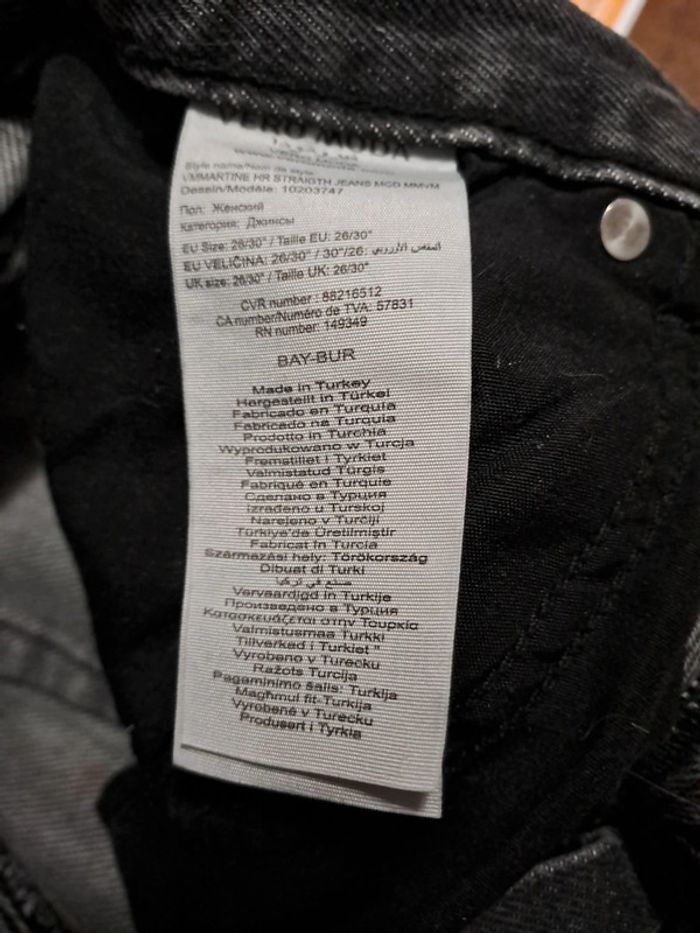 VERO MODA
Style name/Nom de style:
VMMARTINE HR STRAIGTH JEANS MGD MMVM
Dessin/Modèle: 10203747
Пол: Женский
Категория: Джинсы
EU Size: 26/30" / Taille EU: 26/30"
EU VELIČINA: 26/30" / 30"/26: المقس الأوروبي
UK size: 26/30" / Taille UK: 26/30"
CVR number : 88216512
CA number/Numéro de TVA: 57831
RN number: 149349
BAY-BUR
Made in Turkey
Hergestellt in Türkei
Fabricado en Turquia
Fabricado na Turquia
Prodotto in Turchia
Wyprodukowano w Turcja
Fremstillet i Tyrkiet
Valmistatud Türgis
Fabriqué en Turquie
Сделано в Турция
Izrađeno u Turskoj
Narejeno v Turčiji
Türkiye'de Üretilmiştir
Fabricat în Turcia
Származási hely: Törökország
Dibuat di Turki
صنع في تركيا
Vervaardigd in Turkije
Произведено в Турция
Κατασκευάζεται στην Τουρκία
Valmistusmaa Turkki
Tillverkad i Turkiet "
Vyrobeno v Turecku
Ražots Turcija
Pagaminimo šalis: Turkija
Magħmul fit-Turkija
Vyrobené v Turecku
Produsert i Tyrkia